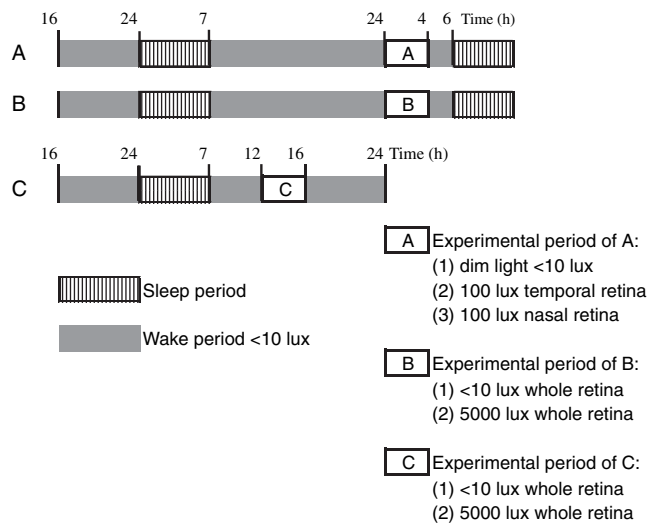 16 24 7 24 4 6 Time (h)
A A
B B
16 24 7 12 16 24 Time (h)
C C
A Experimental period of A:
(1) dim light <10 lux
(2) 100 lux temporal retina
(3) 100 lux nasal retina
Sleep period
Wake period <10 lux
B Experimental period of B:
(1) <10 lux whole retina
(2) 5000 lux whole retina
C Experimental period of C:
(1) <10 lux whole retina
(2) 5000 lux whole retina